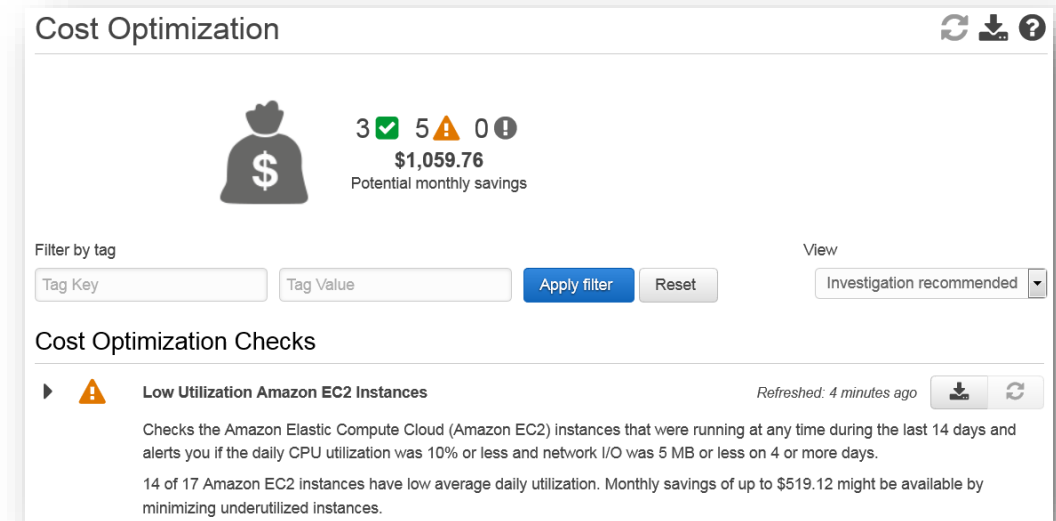 Cost Optimization
$
3 5 0
$1,059.76
Potential monthly savings
Filter by tag
View
Tag Key
Tag Value
Apply filter
Reset
Investigation recommended
Cost Optimization Checks
Low Utilization Amazon EC2 Instances
Refreshed: 4 minutes ago
Checks the Amazon Elastic Compute Cloud (Amazon EC2) instances that were running at any time during the last 14 days and
alerts you if the daily CPU utilization was 10% or less and network I/O was 5 MB or less on 4 or more days.
14 of 17 Amazon EC2 instances have low average daily utilization. Monthly savings of up to $519.12 might be available by
minimizing underutilized instances.